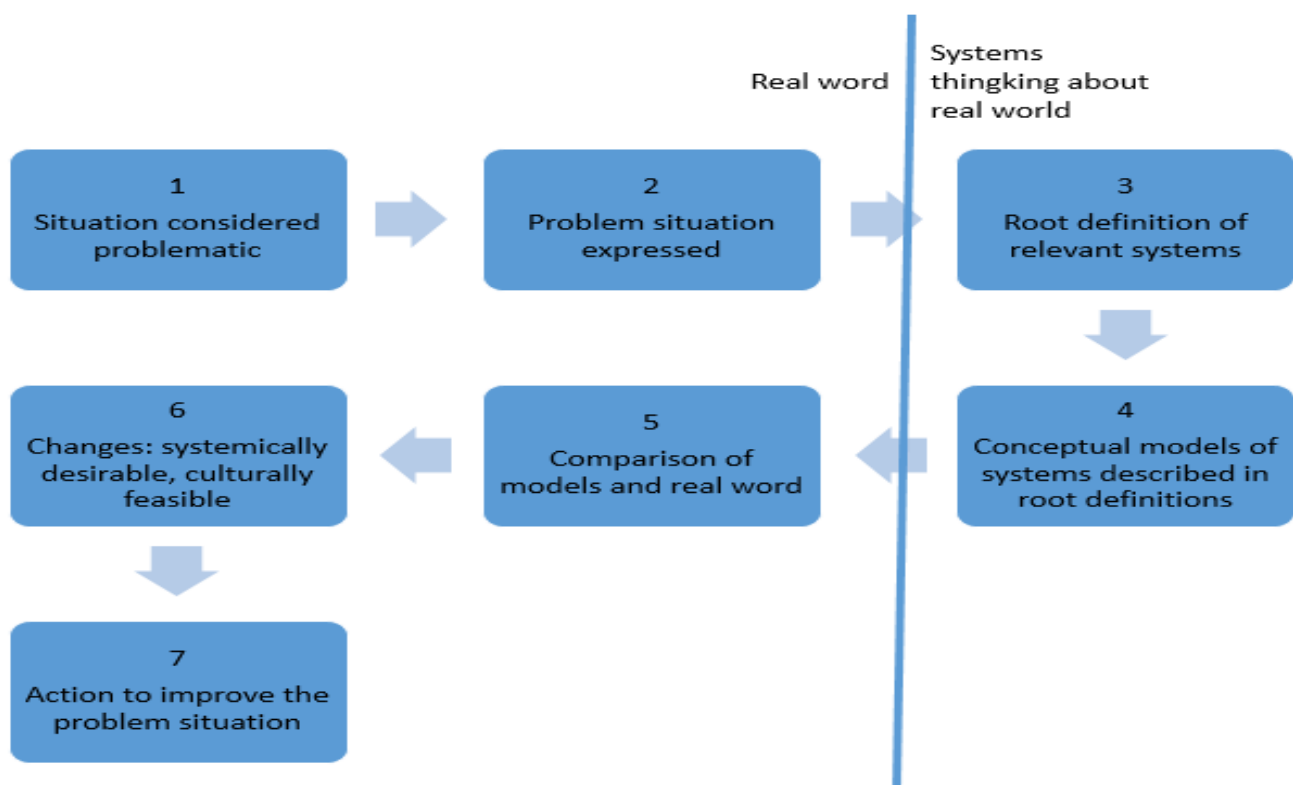 Real word
Systems
thingking about
real world
1
Situation considered
problematic
2
Problem situation
expressed
3
Root definition of
relevant systems
6
Changes: systemically
desirable, culturally
feasible
5
Comparison of
models and real word
4
Conceptual models of
systems described in
root definitions
7
Action to improve the
problem situation